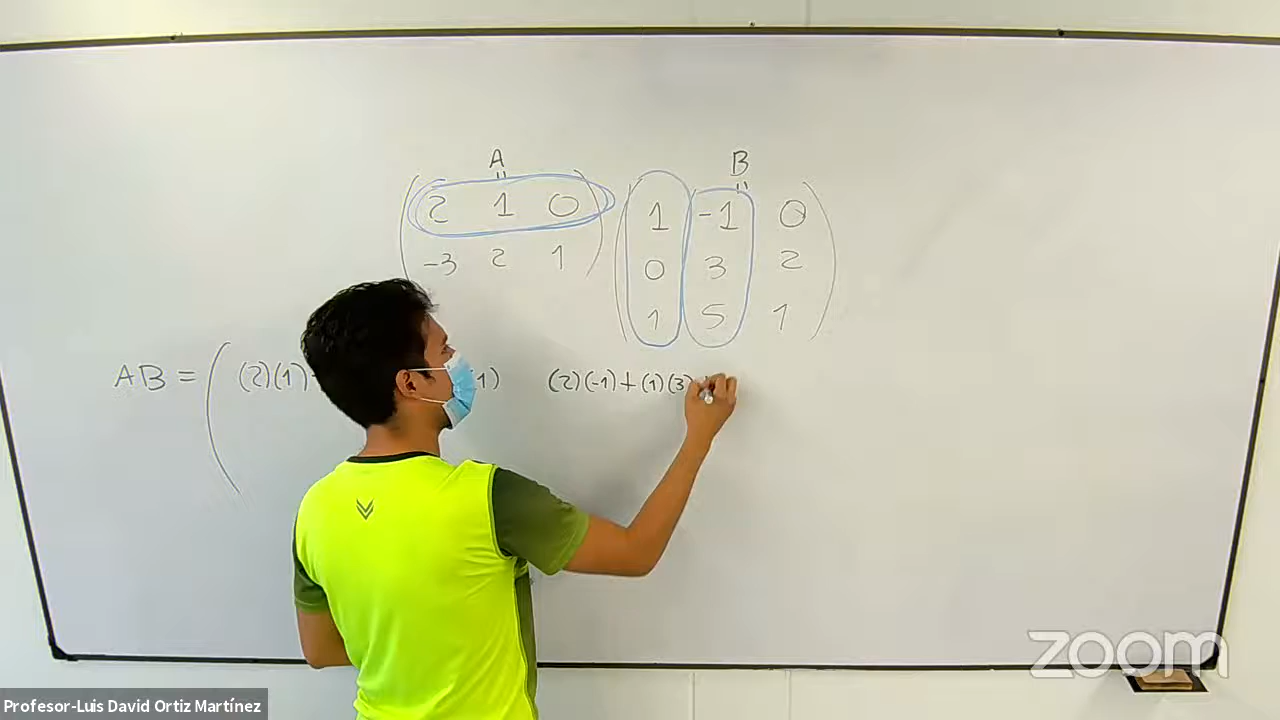 A B
2 1 0 1 -1 0
-3 2 1 0 3 2
1 5 1
AB = ( (2)(1) 1) (2)(-1)+(1)(3)
zoom
Profesor-Luis David Ortiz Martínez